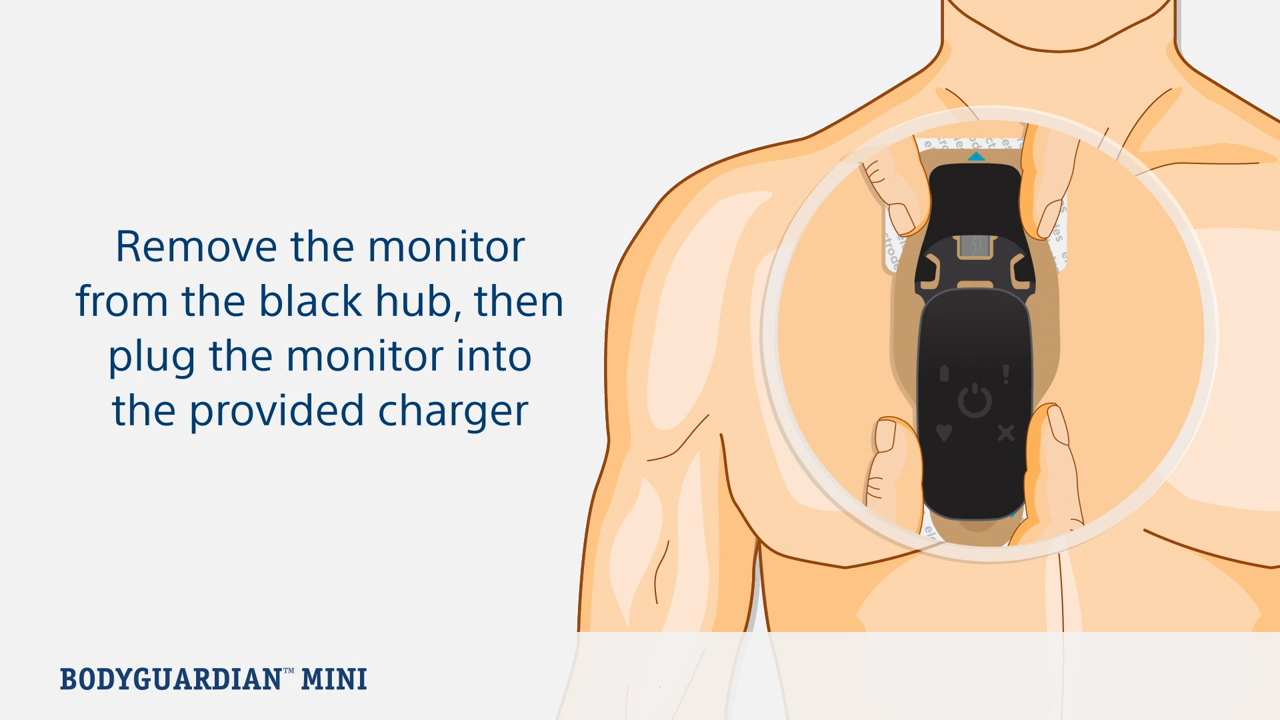 Remove the monitor
from the black hub, then
plug the monitor into
the provided charger
BODYGUARDIAN™ MINI